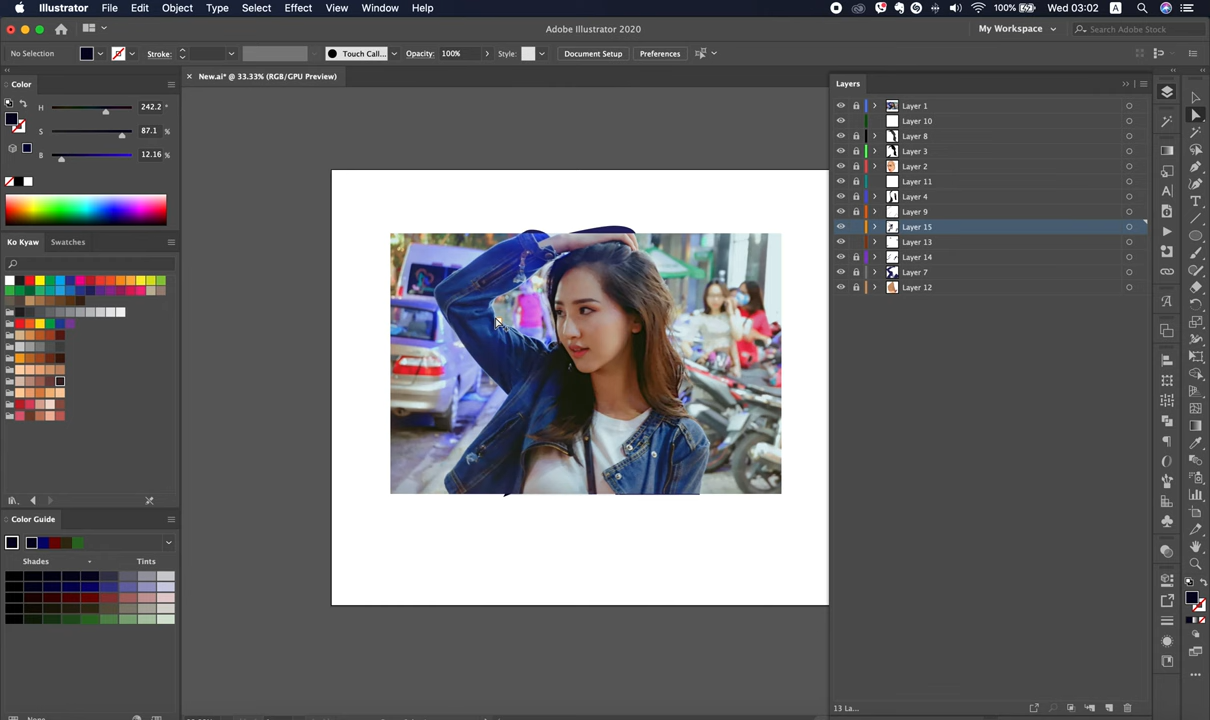 Illustrator File Edit Object Type Select Effect View Window Help
100% Wed 03:02 A
Adobe Illustrator 2020
My Workspace
Search Adobe Stock
No Selection
Stroke:
Touch Call...
Opacity: 100%
Style:
Document Setup
Preferences
Color
New.ai* @ 33.33% (RGB/GPU Preview)
Layers
H 242.2 °
S 87.1 %
B 12.16 %
Layer 1
Layer 10
Layer 8
Layer 3
Layer 2
Layer 11
Layer 4
Layer 9
Layer 15
Layer 13
Layer 14
Layer 7
Layer 12
Ko Kyaw
Swatches
Color Guide
Shades
Tints
None
13 La...